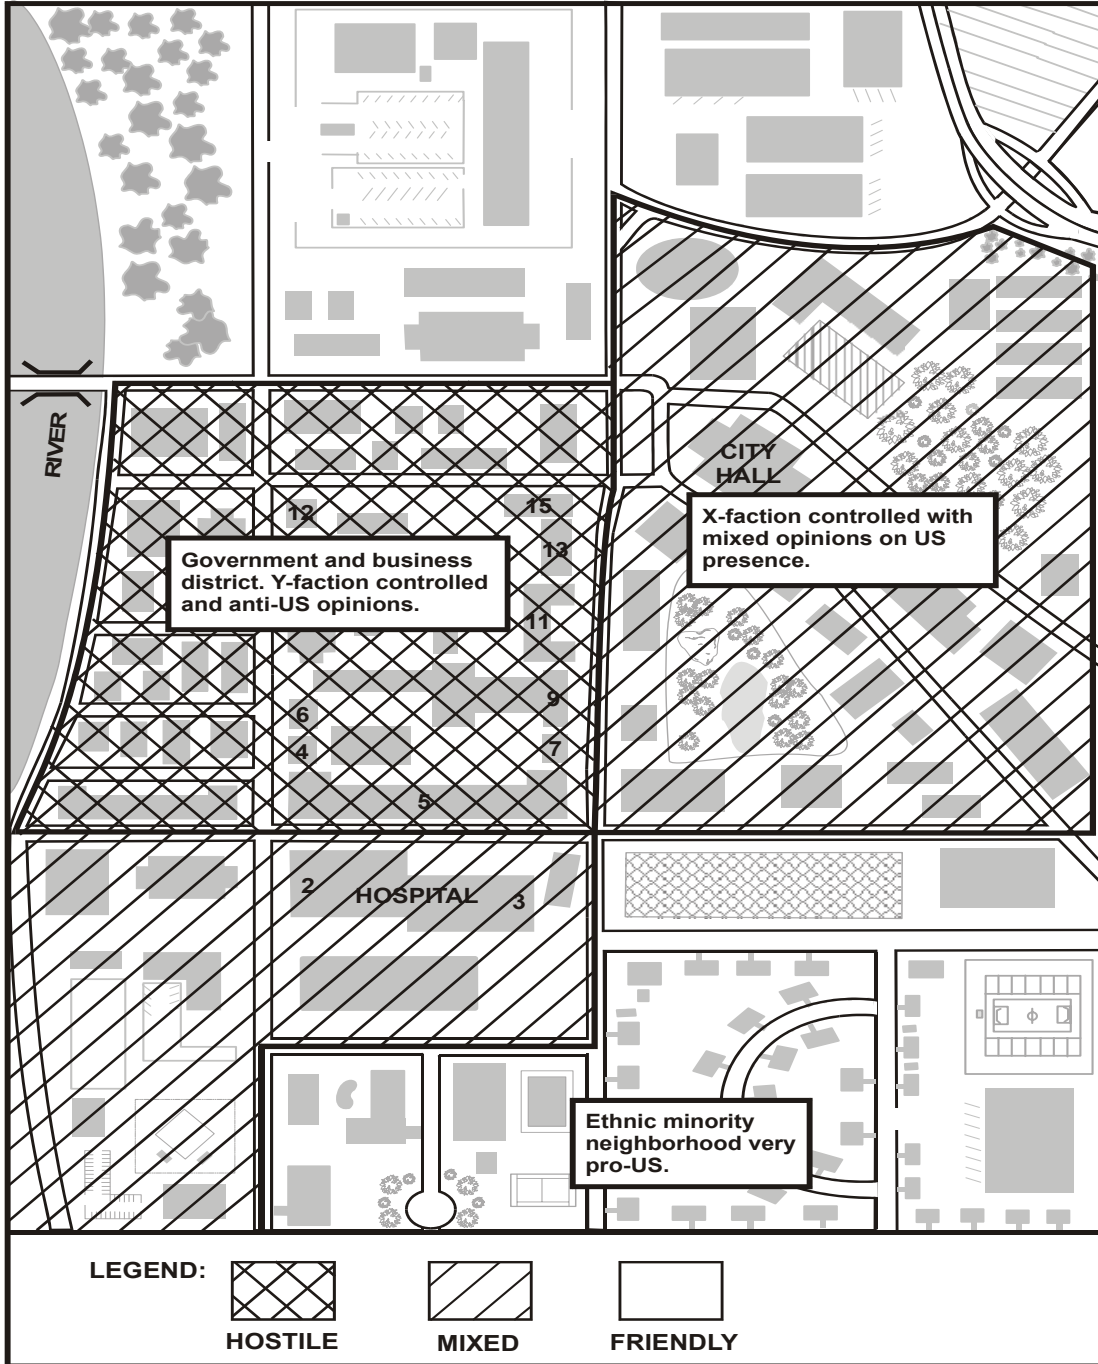 RIVER
CITY
HALL
12
15
X-faction controlled with
mixed opinions on US
presence.
13
Government and business
district. Y-faction controlled
and anti-US opinions.
11
9
6
4
7
5
2
HOSPITAL
3
Ethnic minority
neighborhood very
pro-US.
LEGEND:
HOSTILE
MIXED
FRIENDLY